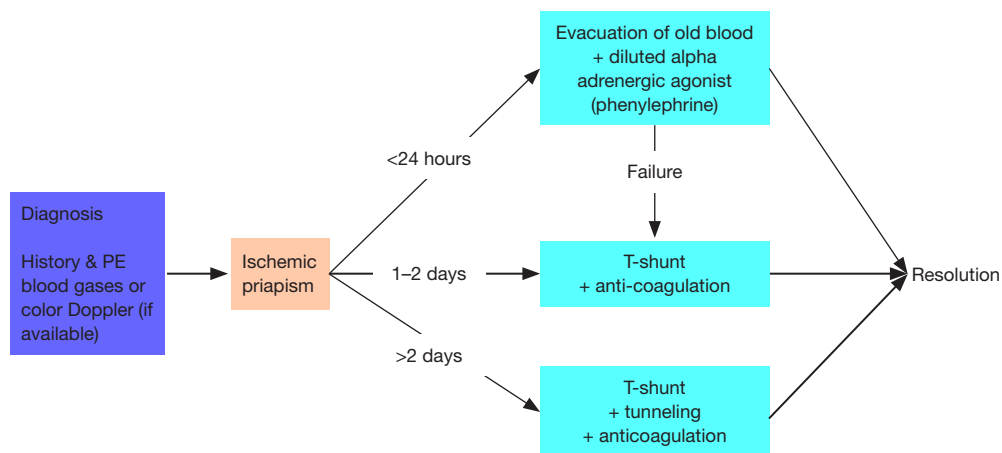 Diagnosis
History & PE
blood gases or
color Doppler (if
available)
Ischemic
priapism
<24 hours
1–2 days
>2 days
Evacuation of old blood
+ diluted alpha
adrenergic agonist
(phenylephrine)
Failure
T-shunt
+ anti-coagulation
T-shunt
+ tunneling
+ anticoagulation
Resolution